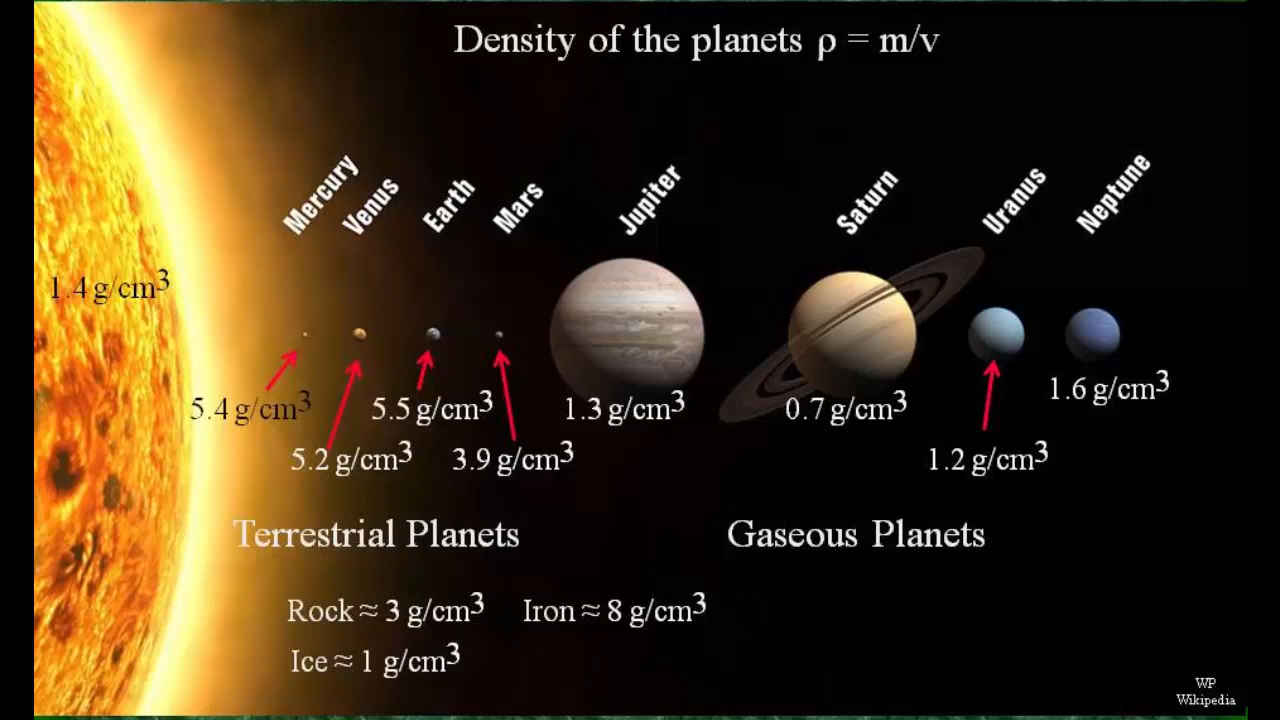 Density of the planets ρ = m/v
Mercury
Venus
Earth
Mars
Jupiter
Saturn
Uranus
Neptune
1.4 g/cm³
5.4 g/cm³
5.5 g/cm³
1.3 g/cm³
0.7 g/cm³
1.6 g/cm³
5.2 g/cm³
3.9 g/cm³
1.2 g/cm³
Terrestrial Planets
Gaseous Planets
Rock ≈ 3 g/cm³ Iron ≈ 8 g/cm³
Ice ≈ 1 g/cm³
WP
Wikipedia